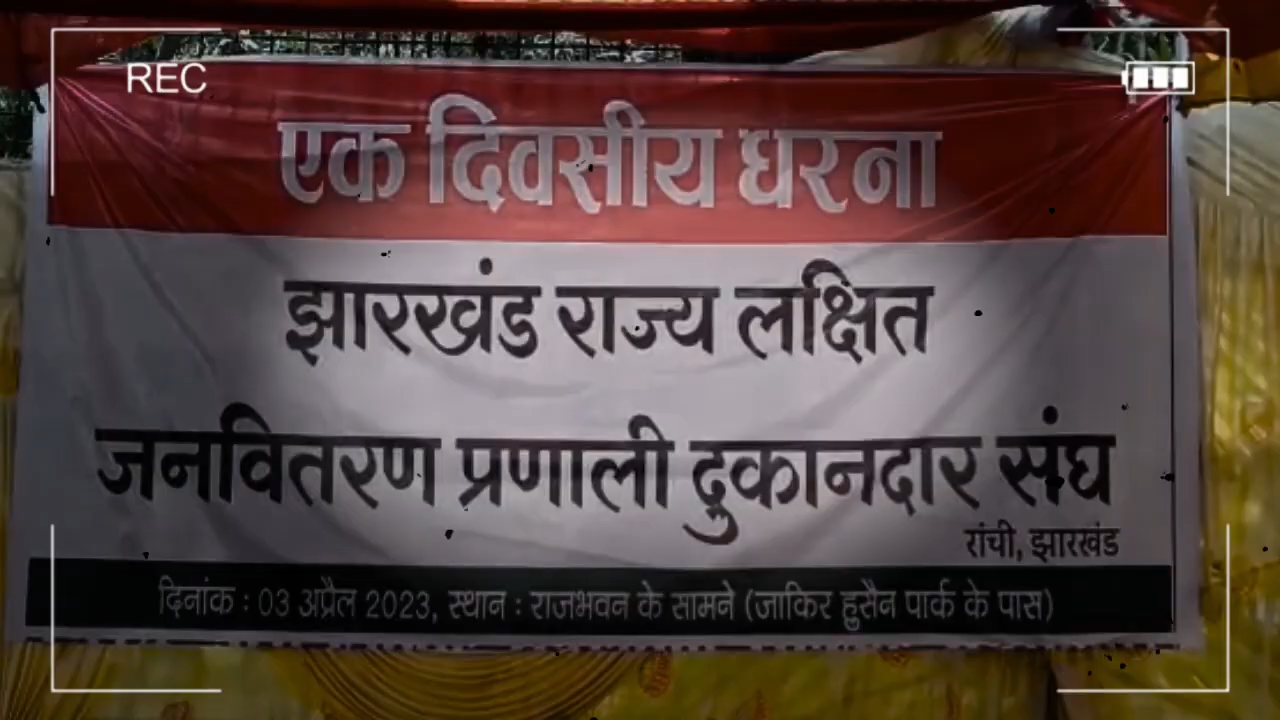 REC
एक दिवसीय धरना
झारखंड राज्य लक्षित
जनवितरण प्रणाली दुकानदार संघ
रांची, झारखंड
दिनांक : 03 अप्रैल 2023, स्थान : राजभवन के सामने (जाकिर हुसैन पार्क के पास)